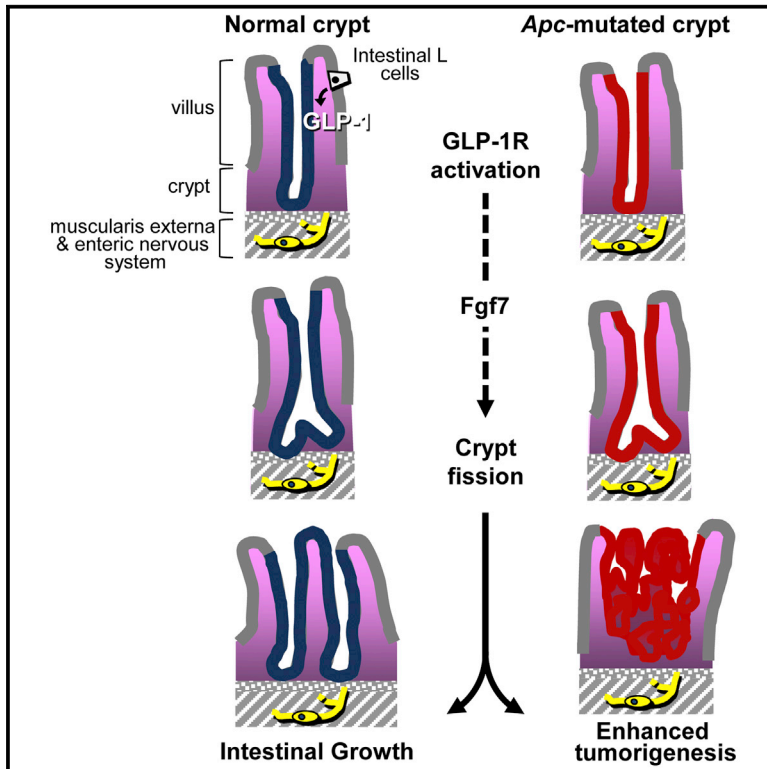 Normal crypt
Apc-mutated crypt
Intestinal L
cells
villus
GLP-1
GLP-1R
activation
crypt
muscularis externa
& enteric nervous
system
Fgf7
Crypt
fission
Intestinal Growth
Enhanced
tumorigenesis